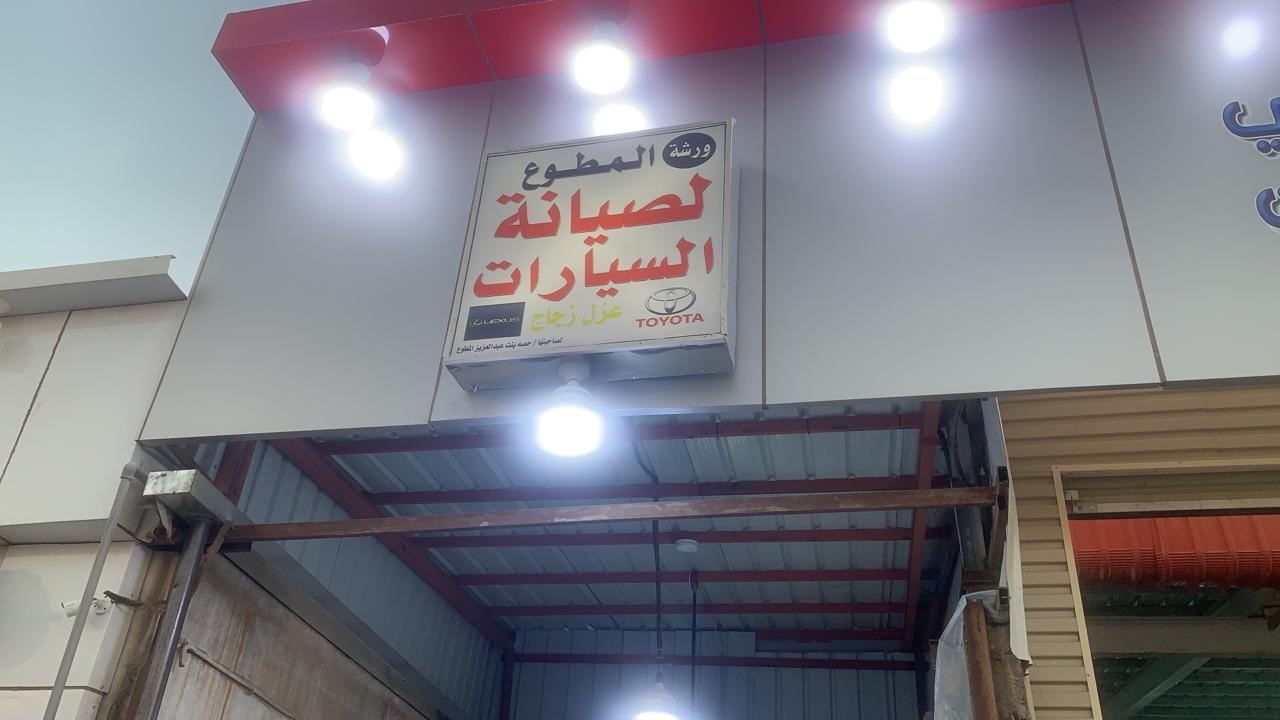 ورشة المطوع
لصيانة
السيارات
LEXUS عزل زجاج TOYOTA
لصاحبتها / حصه بنت عبدالعزيز المطوع